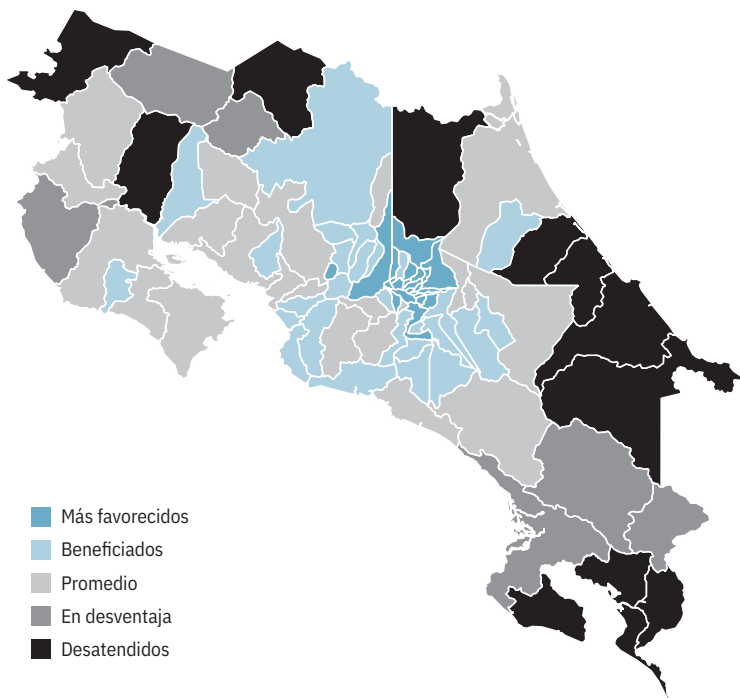 Más favorecidos
Beneficiados
Promedio
En desventaja
Desatendidos